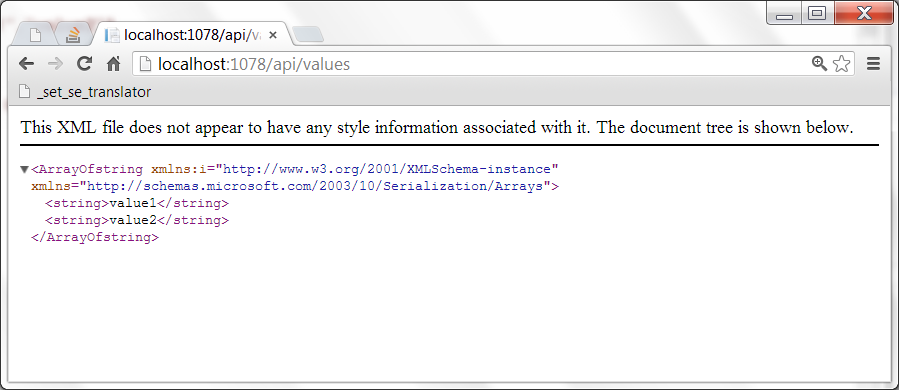 localhost:1078/api/va
localhost:1078/api/values
_set_se_translator
This XML file does not appear to have any style information associated with it. The document tree is shown below.
<ArrayOfstring xmlns:i="http://www.w3.org/2001/XMLSchema-instance"
xmlns="http://schemas.microsoft.com/2003/10/Serialization/Arrays">
<string>value1</string>
<string>value2</string>
</ArrayOfstring>